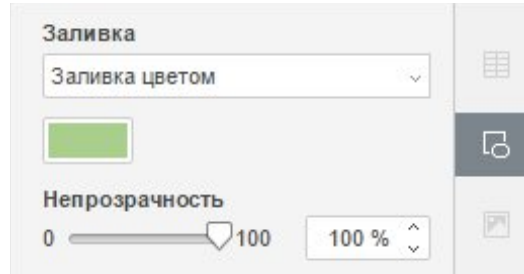 Заливка
Заливка цветом
Непрозрачность
0 100 100 %